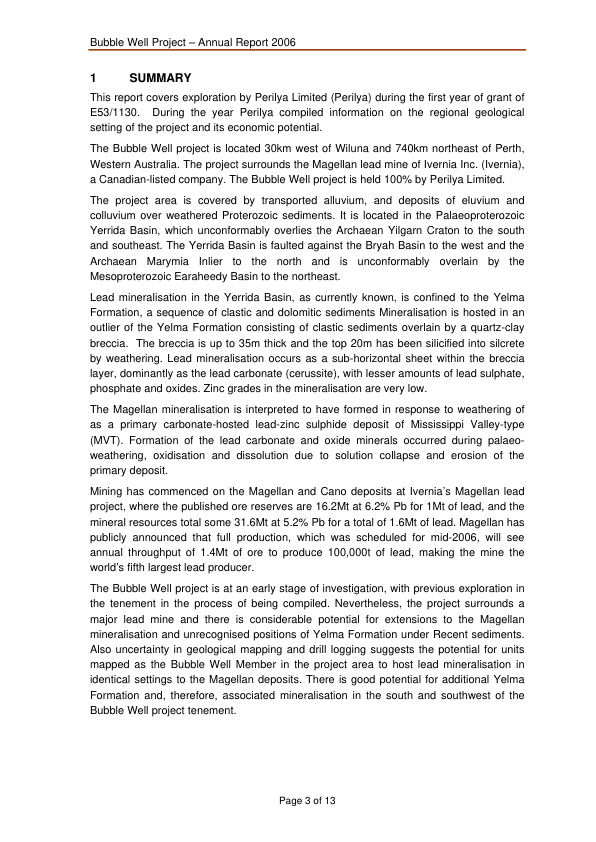 Bubble Well Project – Annual Report 2006
1 SUMMARY
This report covers exploration by Perilya Limited (Perilya) during the first year of grant of
E53/1130. During the year Perilya compiled information on the regional geological
setting of the project and its economic potential.
The Bubble Well project is located 30km west of Wiluna and 740km northeast of Perth,
Western Australia. The project surrounds the Magellan lead mine of Ivernia Inc. (Ivernia),
a Canadian-listed company. The Bubble Well project is held 100% by Perilya Limited.
The project area is covered by transported alluvium, and deposits of eluvium and
colluvium over weathered Proterozoic sediments. It is located in the Palaeoproterozoic
Yerrida Basin, which unconformably overlies the Archaean Yilgarn Craton to the south
and southeast. The Yerrida Basin is faulted against the Bryah Basin to the west and the
Archaean Marymia Inlier to the north and is unconformably overlain by the
Mesoproterozoic Earaheedy Basin to the northeast.
Lead mineralisation in the Yerrida Basin, as currently known, is confined to the Yelma
Formation, a sequence of clastic and dolomitic sediments Mineralisation is hosted in an
outlier of the Yelma Formation consisting of clastic sediments overlain by a quartz-clay
breccia. The breccia is up to 35m thick and the top 20m has been silicified into silcrete
by weathering. Lead mineralisation occurs as a sub-horizontal sheet within the breccia
layer, dominantly as the lead carbonate (cerussite), with lesser amounts of lead sulphate,
phosphate and oxides. Zinc grades in the mineralisation are very low.
The Magellan mineralisation is interpreted to have formed in response to weathering of
as a primary carbonate-hosted lead-zinc sulphide deposit of Mississippi Valley-type
(MVT). Formation of the lead carbonate and oxide minerals occurred during palaeo-
weathering, oxidisation and dissolution due to solution collapse and erosion of the
primary deposit.
Mining has commenced on the Magellan and Cano deposits at Ivernia's Magellan lead
project, where the published ore reserves are 16.2Mt at 6.2% Pb for 1Mt of lead, and the
mineral resources total some 31.6Mt at 5.2% Pb for a total of 1.6Mt of lead. Magellan has
publicly announced that full production, which was scheduled for mid-2006, will see
annual throughput of 1.4Mt of ore to produce 100,000t of lead, making the mine the
world's fifth largest lead producer.
The Bubble Well project is at an early stage of investigation, with previous exploration in
the tenement in the process of being compiled. Nevertheless, the project surrounds a
major lead mine and there is considerable potential for extensions to the Magellan
mineralisation and unrecognised positions of Yelma Formation under Recent sediments.
Also uncertainty in geological mapping and drill logging suggests the potential for units
mapped as the Bubble Well Member in the project area to host lead mineralisation in
identical settings to the Magellan deposits. There is good potential for additional Yelma
Formation and, therefore, associated mineralisation in the south and southwest of the
Bubble Well project tenement.
Page 3 of 13